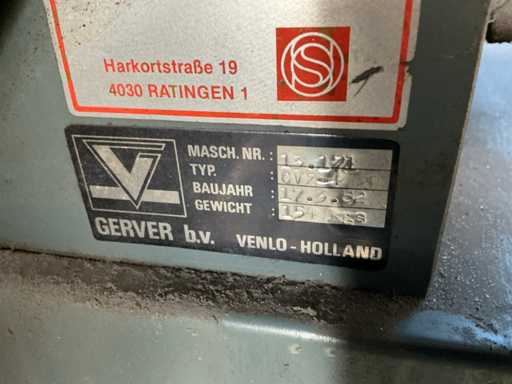 Harkortstraße 19
4030 RATINGEN 1
MASCH. NR. :
TYP. :
BAUJAHR :
GEWICHT :
GERVER b.v. VENLO-HOLLAND